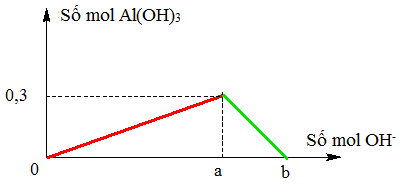 Số mol Al(OH)₃
0,3
Số mol OH⁻
0
a
b